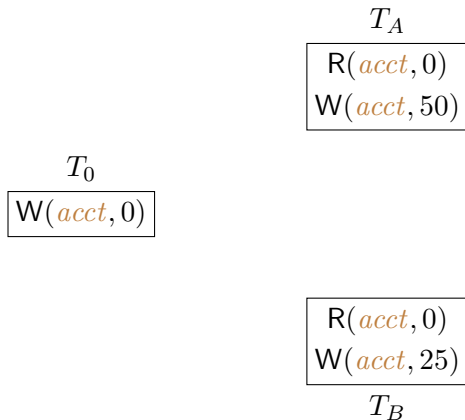 T_A
R(acct, 0)
W(acct, 50)
T_0
W(acct, 0)
R(acct, 0)
W(acct, 25)
T_B